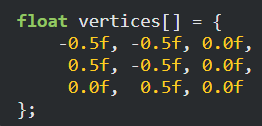 float vertices[] = {
    -0.5f, -0.5f, 0.0f,
     0.5f, -0.5f, 0.0f,
     0.0f,  0.5f, 0.0f
};